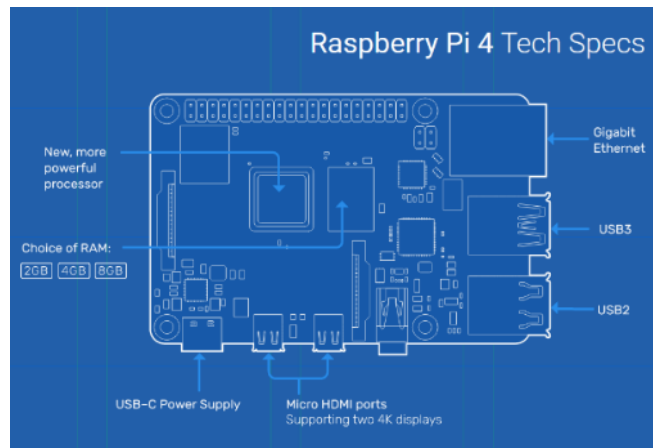 Raspberry Pi 4 Tech Specs
New, more
powerful
processor
Choice of RAM:
2GB 4GB 8GB
Gigabit
Ethernet
USB3
USB2
USB-C Power Supply
Micro HDMI ports
Supporting two 4K displays